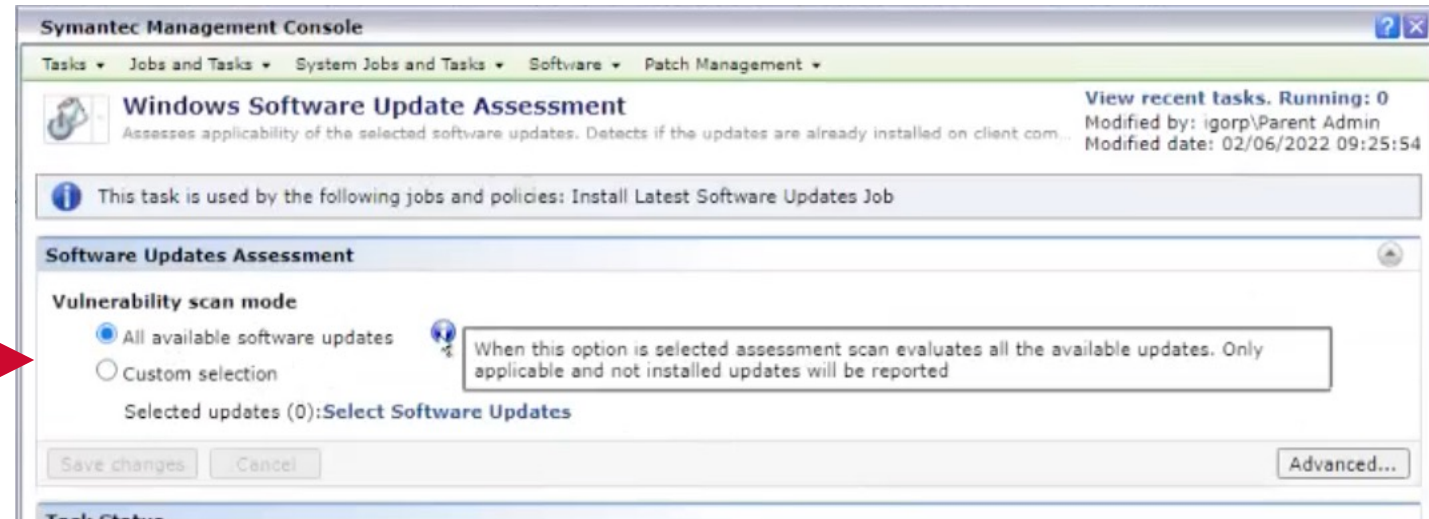 Symantec Management Console
Tasks Jobs and Tasks System Jobs and Tasks Software Patch Management
Windows Software Update Assessment
Assesses applicability of the selected software updates. Detects if the updates are already installed on client com...
View recent tasks. Running: 0
Modified by: igorp\Parent Admin
Modified date: 02/06/2022 09:25:54
This task is used by the following jobs and policies: Install Latest Software Updates Job
Software Updates Assessment
Vulnerability scan mode
All available software updates
When this option is selected assessment scan evaluates all the available updates. Only
applicable and not installed updates will be reported
Custom selection
Selected updates (0):Select Software Updates
Save changes Cancel
Advanced...
Task Status